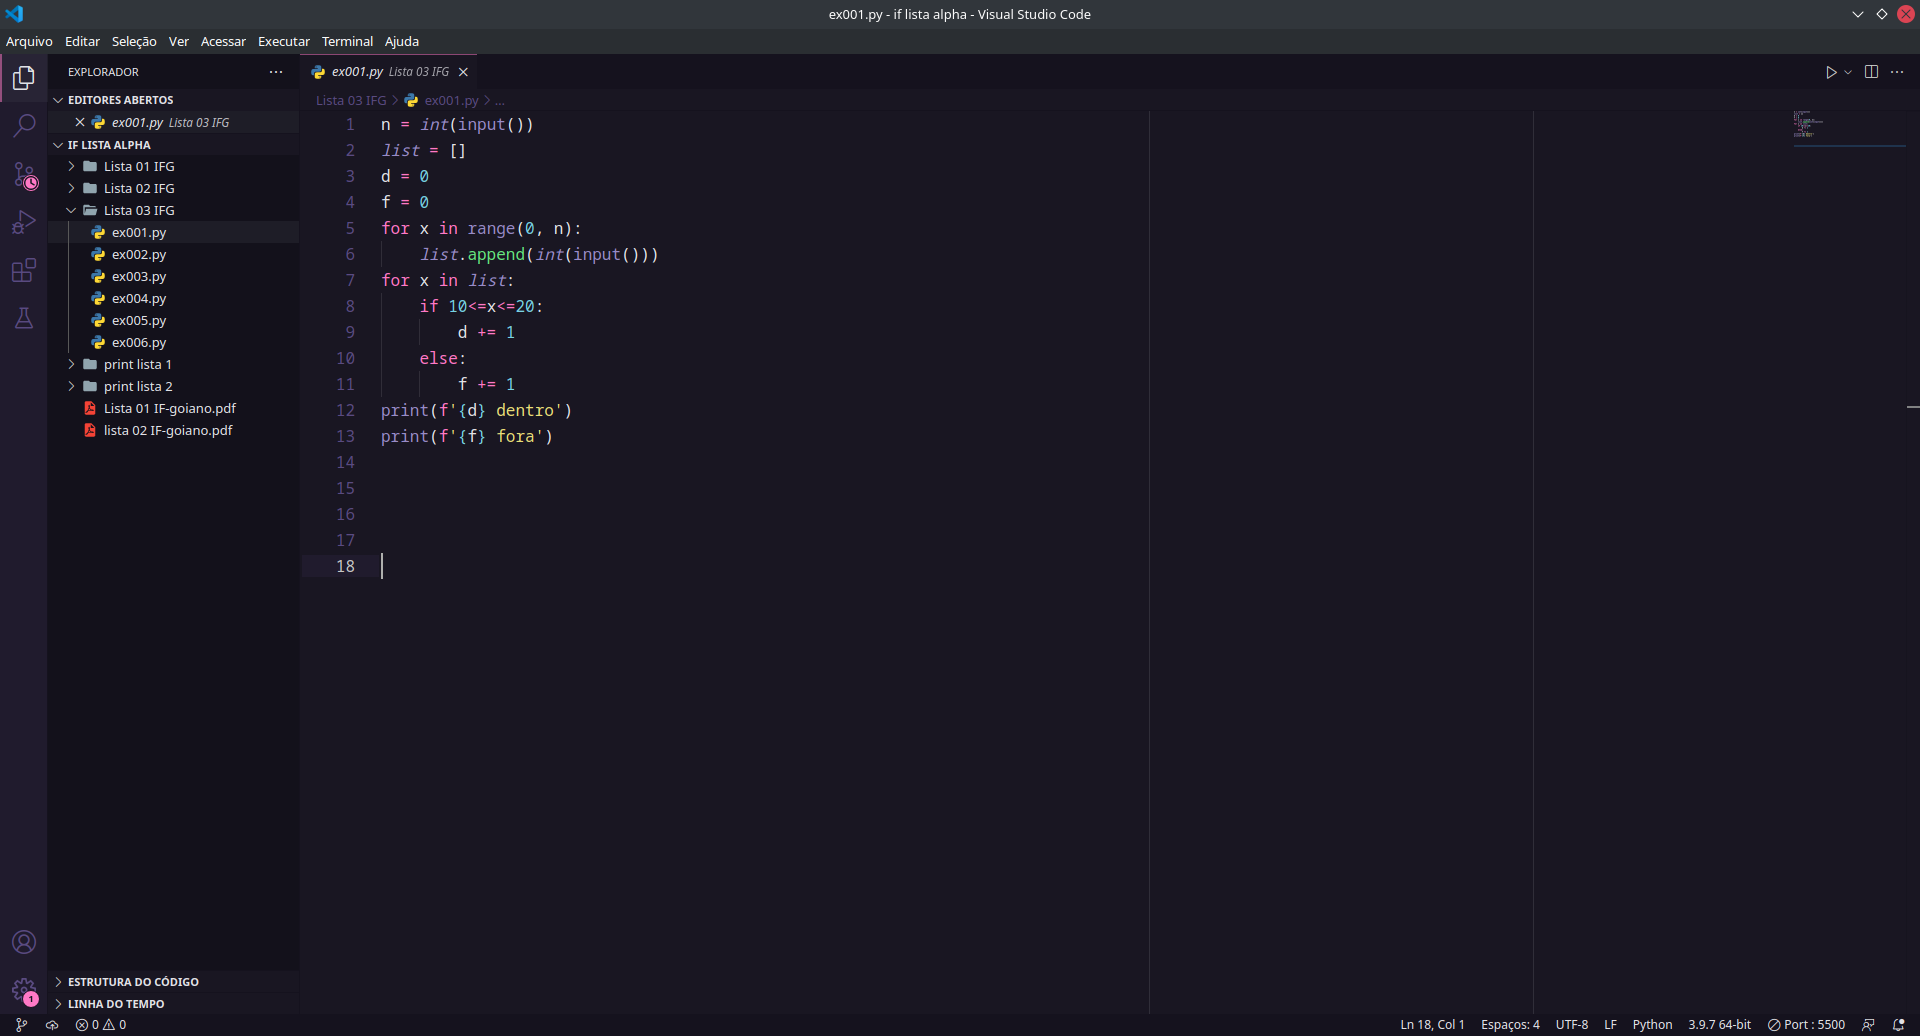 ex001.py - if lista alpha - Visual Studio Code
Arquivo Editar Seleção Ver Acessar Executar Terminal Ajuda
EXPLORADOR
EDITORES ABERTOS
ex001.py Lista 03 IFG
IF LISTA ALPHA
Lista 01 IFG
Lista 02 IFG
Lista 03 IFG
ex001.py
ex002.py
ex003.py
ex004.py
ex005.py
ex006.py
print lista 1
print lista 2
Lista 01 IF-goiano.pdf
lista 02 IF-goiano.pdf
ESTRUTURA DO CÓDIGO
LINHA DO TEMPO
1
ex001.py Lista 03 IFG
Lista 03 IFG > ex001.py > ...
1 n = int(input())
2 list = []
3 d = 0
4 f = 0
5 for x in range(0, n):
6     list.append(int(input()))
7 for x in list:
8     if 10<=x<=20:
9         d += 1
10     else:
11         f += 1
12 print(f'{d} dentro')
13 print(f'{f} fora')
14
15
16
17
18
0 0
Ln 18, Col 1 Espaços: 4 UTF-8 LF Python 3.9.7 64-bit Port : 5500